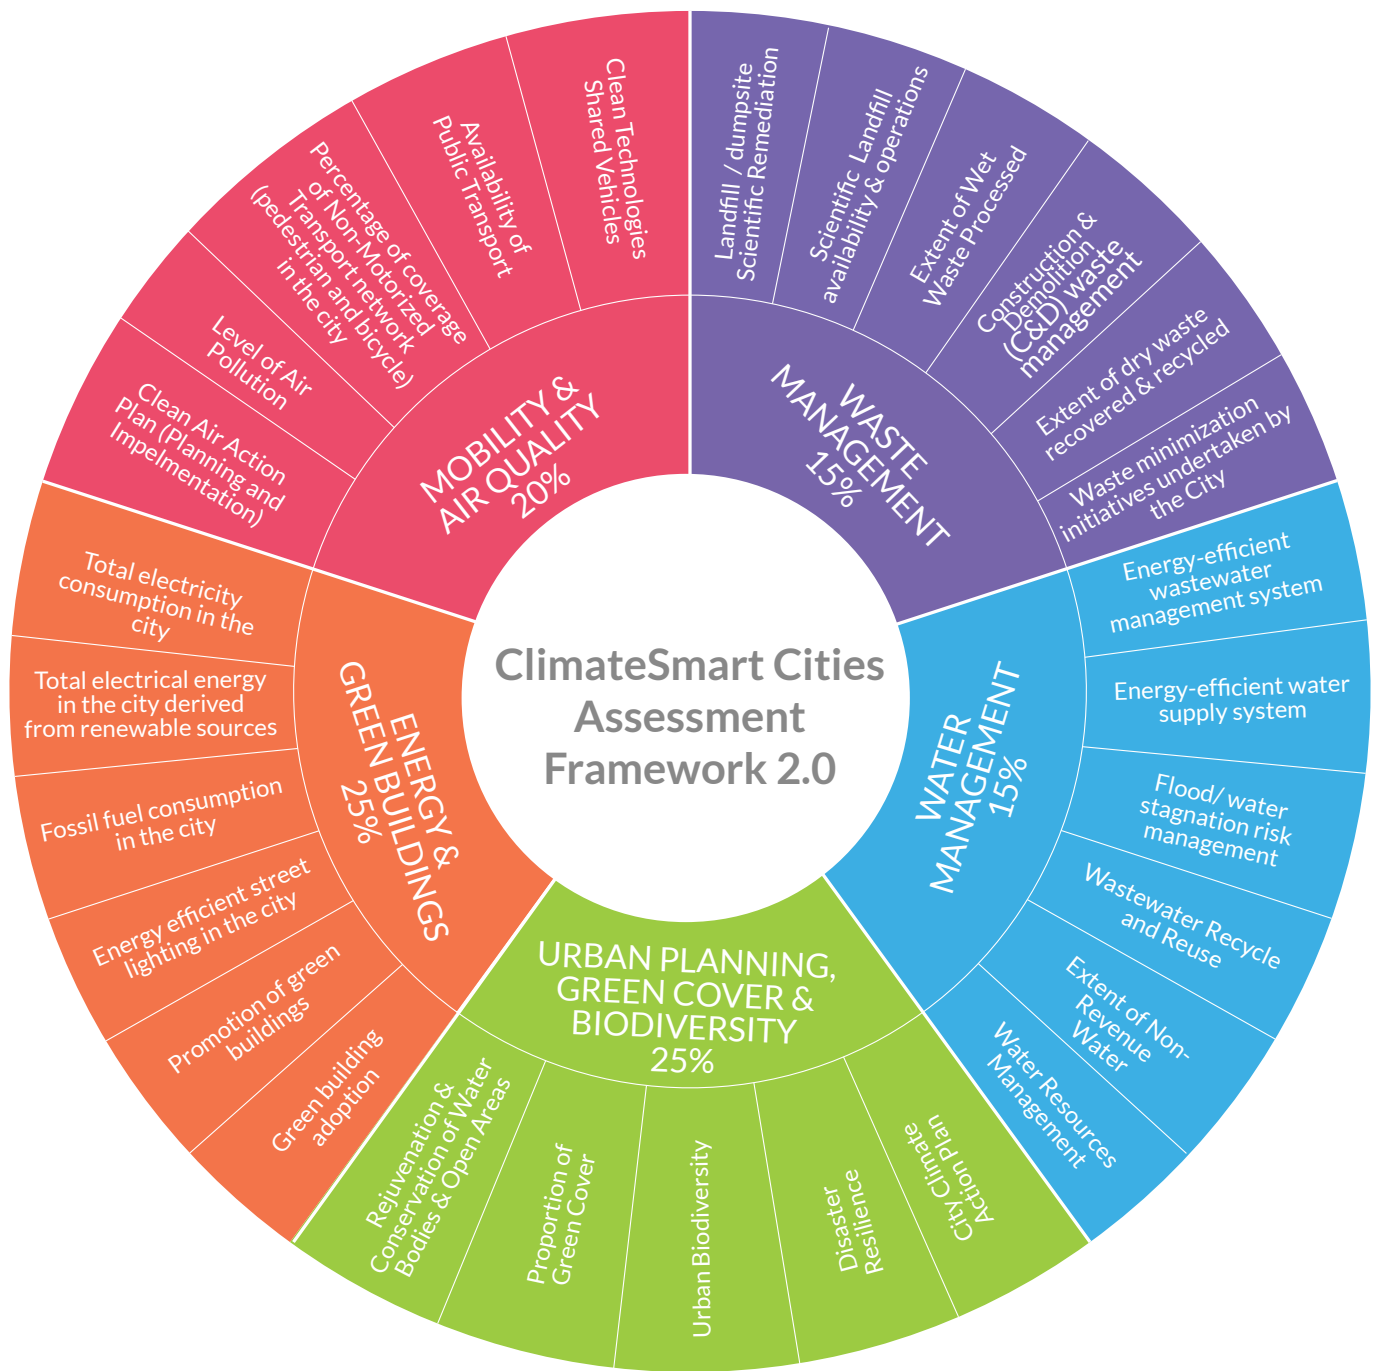 ClimateSmart Cities
Assessment
Framework 2.0
WASTE
MANAGEMENT
15%
Landfill / dumpsite
Scientific Remediation
Scientific Landfill
availability & operations
Extent of Wet
Waste Processed
Construction &
Demolition
(C&D) waste
management
Extent of dry waste
recovered & recycled
Waste minimization
initiatives undertaken by
the City
WATER
MANAGEMENT
15%
Energy-efficient
wastewater
management system
Energy-efficient water
supply system
Flood/ water
stagnation risk
management
Wastewater Recycle
and Reuse
Extent of Non-
Revenue
Water
Water Resources
Management
URBAN PLANNING,
GREEN COVER &
BIODIVERSITY
25%
City Climate
Action Plan
Disaster
Resilience
Urban Biodiversity
Proportion of
Green Cover
Rejuvenation &
Conservation of Water
Bodies & Open Areas
ENERGY &
GREEN BUILDINGS
25%
Green building
adoption
Promotion of green
buildings
Energy efficient street
lighting in the city
Fossil fuel consumption
in the city
Total electrical energy
in the city derived
from renewable sources
Total electricity
consumption in the
city
MOBILITY &
AIR QUALITY
20%
Clean Air Action
Plan (Planning and
Impelmentation)
Level of Air
Pollution
Percentage of coverage
of Non-Motorized
Transport network
(pedestrian and bicycle)
in the city
Availability of
Public Transport
Clean Technologies
Shared Vehicles